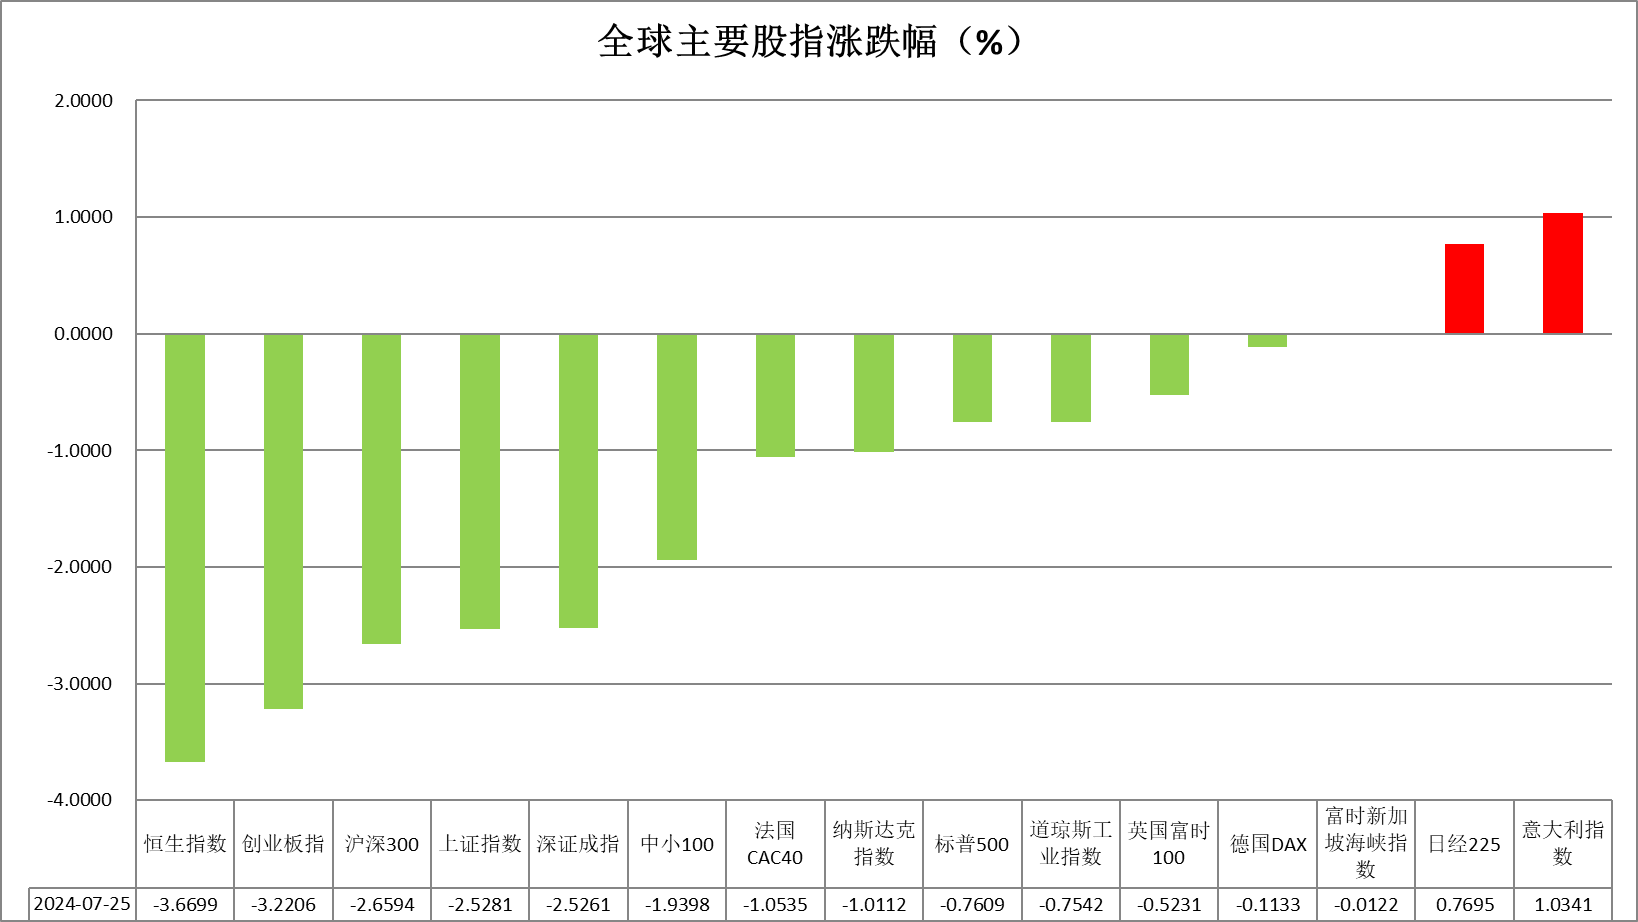 全球主要股指涨跌幅（%）
2.0000
1.0000
0.0000
-1.0000
-2.0000
-3.0000
-4.0000
恒生指数
创业板指
沪深300
上证指数
深证成指
中小100
法国
CAC40
纳斯达克
指数
标普500
道琼斯工
业指数
英国富时
100
德国DAX
富时新加
坡海峡指
数
日经225
意大利指
数
2024-07-25 -3.6699 -3.2206 -2.6594 -2.5281 -2.5261 -1.9398 -1.0535 -1.0112 -0.7609 -0.7542 -0.5231 -0.1133 -0.0122 0.7695 1.0341